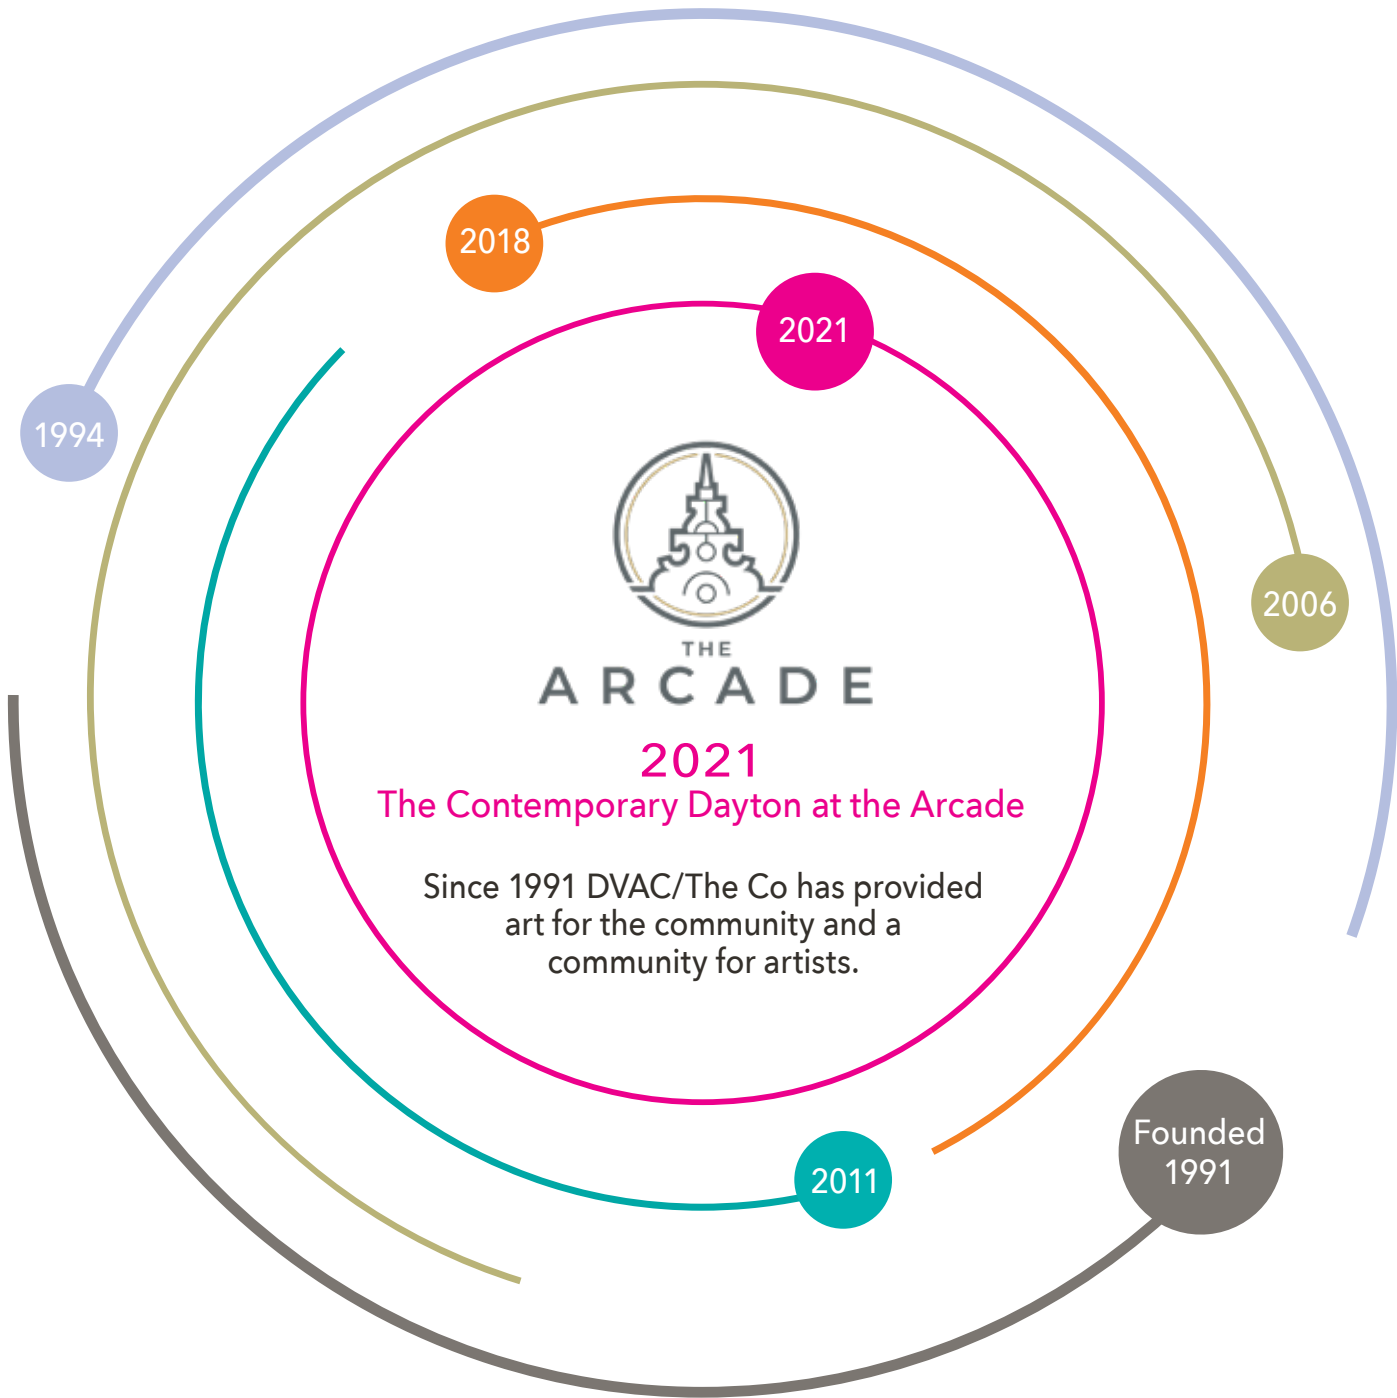 2018
2021
1994
2006
THE
ARCADE
2021
The Contemporary Dayton at the Arcade
Since 1991 DVAC/The Co has provided
art for the community and a
community for artists.
Founded
1991
2011